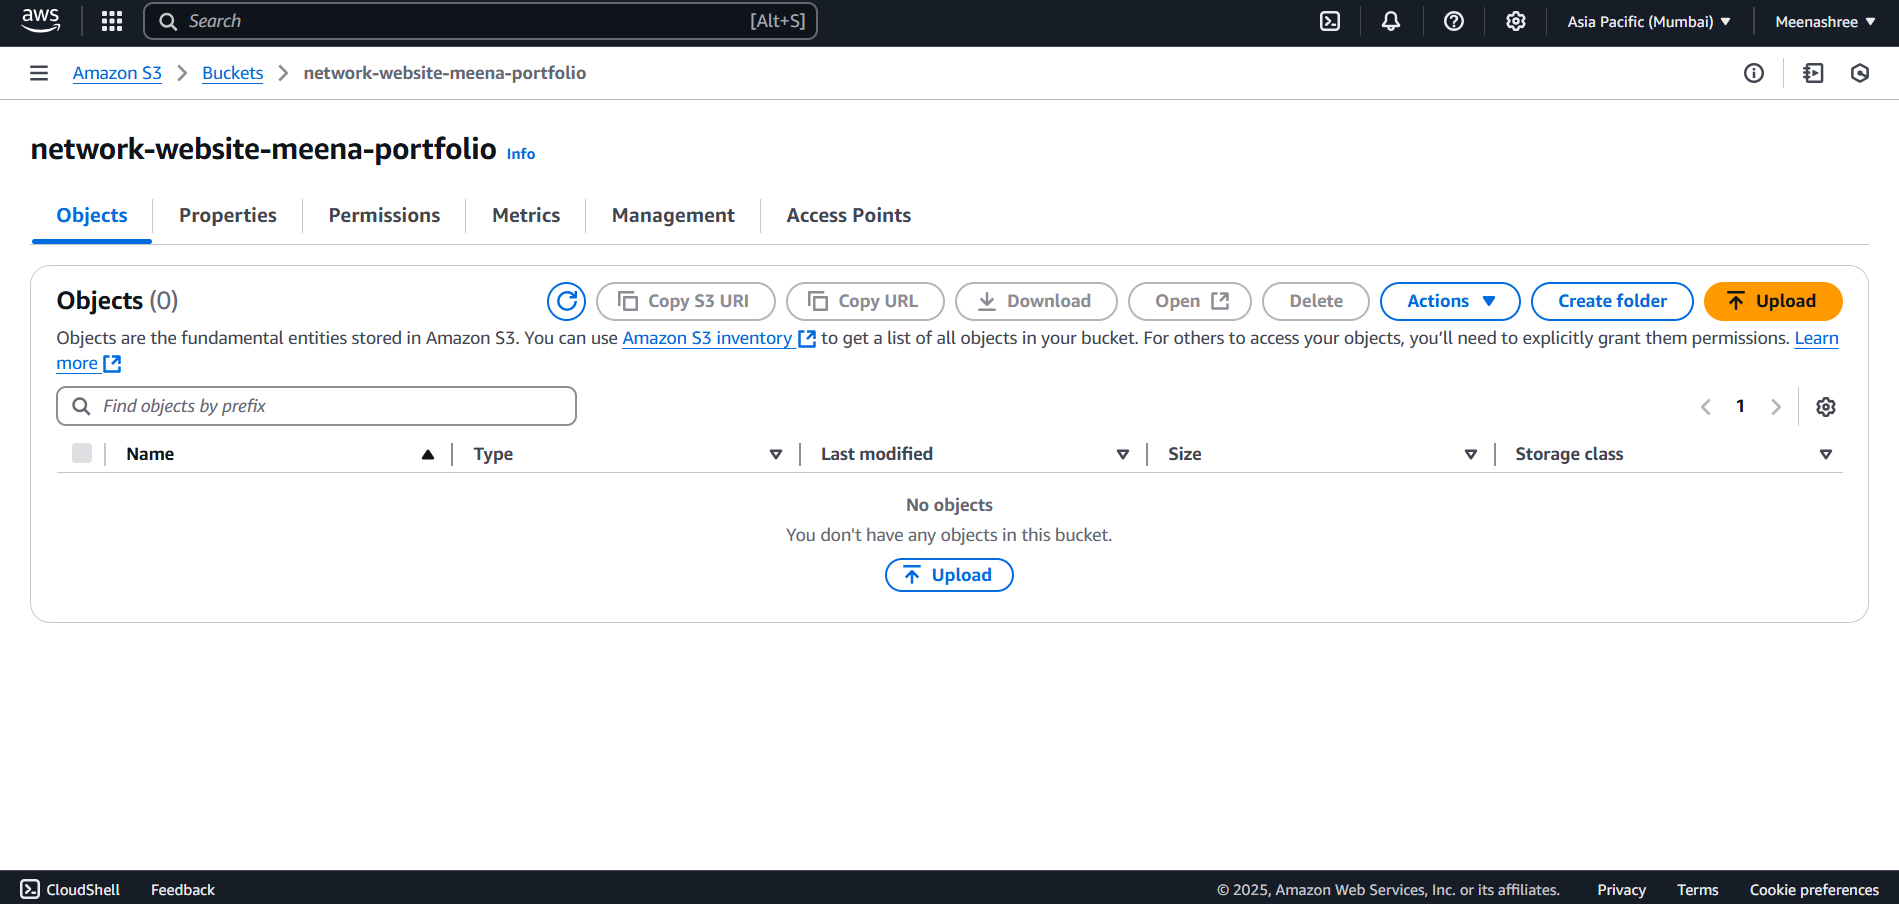 aws Search [Alt+S] Asia Pacific (Mumbai) Meenashree
Amazon S3 Buckets network-website-meena-portfolio
network-website-meena-portfolio Info
Objects Properties Permissions Metrics Management Access Points
Objects (0) Copy S3 URI Copy URL Download Open Delete Actions Create folder Upload
Objects are the fundamental entities stored in Amazon S3. You can use Amazon S3 inventory to get a list of all objects in your bucket. For others to access your objects, you’ll need to explicitly grant them permissions. Learn
more
Find objects by prefix 1
Name Type Last modified Size Storage class
No objects
You don't have any objects in this bucket.
Upload
CloudShell Feedback © 2025, Amazon Web Services, Inc. or its affiliates. Privacy Terms Cookie preferences